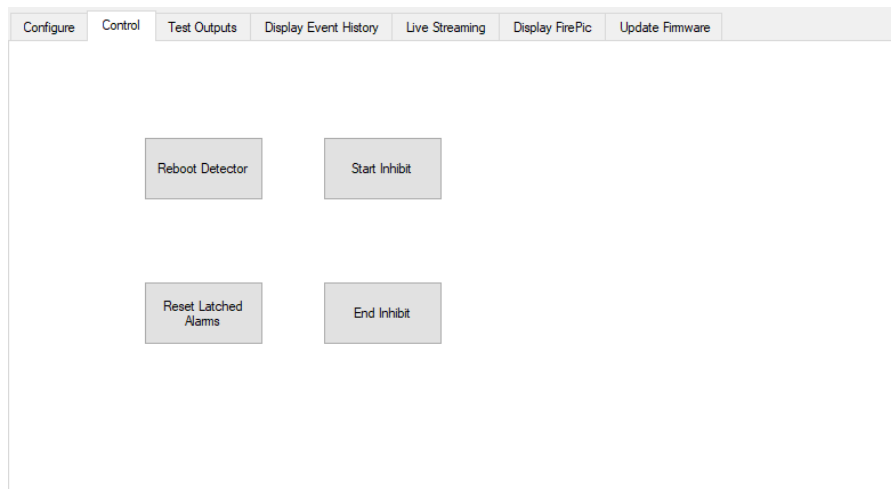 Configure Control Test Outputs Display Event History Live Streaming Display FirePic Update Firmware
Reboot Detector Start Inhibit
Reset Latched
Alarms
End Inhibit